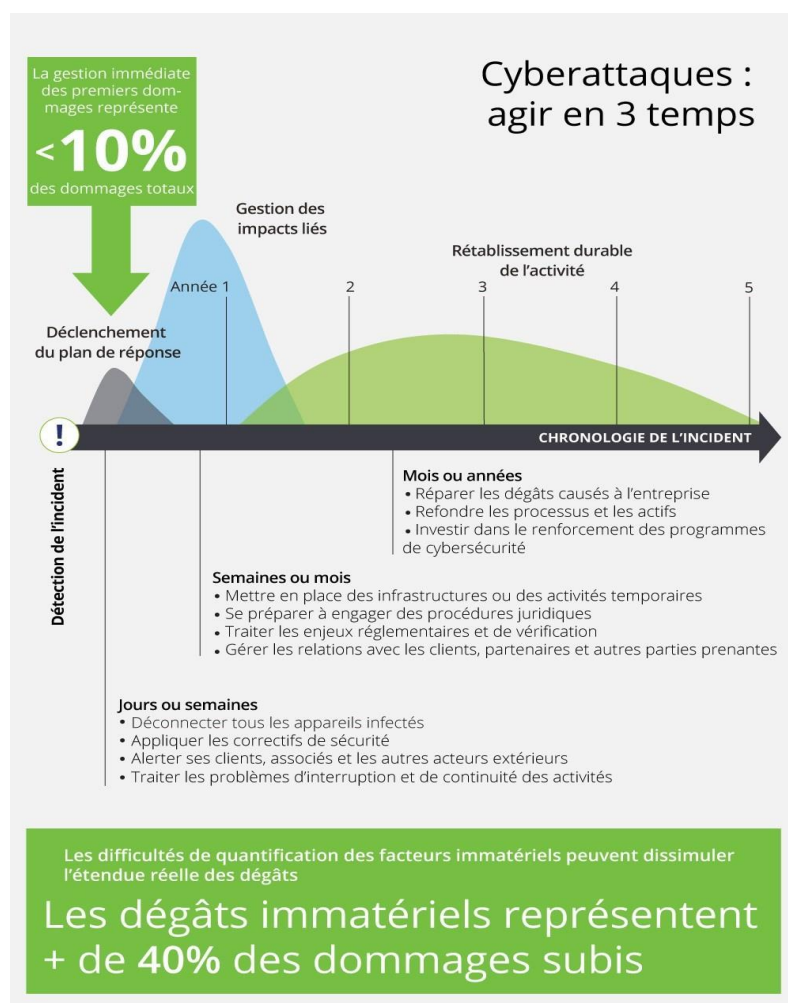 Cyberattaques :
agir en 3 temps
La gestion immédiate
des premiers dom-
mages représente
<10%
des dommages totaux
Gestion des
impacts liés
Rétablissement durable
de l’activité
Année 1
2
3
4
5
Déclenchement
du plan de réponse
!
CHRONOLOGIE DE L’INCIDENT
Détection de l’incident
Mois ou années
• Réparer les dégâts causés à l’entreprise
• Refondre les processus et les actifs
• Investir dans le renforcement des programmes
de cybersécurité
Semaines ou mois
• Mettre en place des infrastructures ou des activités temporaires
• Se préparer à engager des procédures juridiques
• Traiter les enjeux réglementaires et de vérification
• Gérer les relations avec les clients, partenaires et autres parties prenantes
Jours ou semaines
• Déconnecter tous les appareils infectés
• Appliquer les correctifs de sécurité
• Alerter ses clients, associés et les autres acteurs extérieurs
• Traiter les problèmes d’interruption et de continuité des activités
Les difficultés de quantification des facteurs immatériels peuvent dissimuler
l’étendue réelle des dégâts
Les dégâts immatériels représentent
+ de 40% des dommages subis